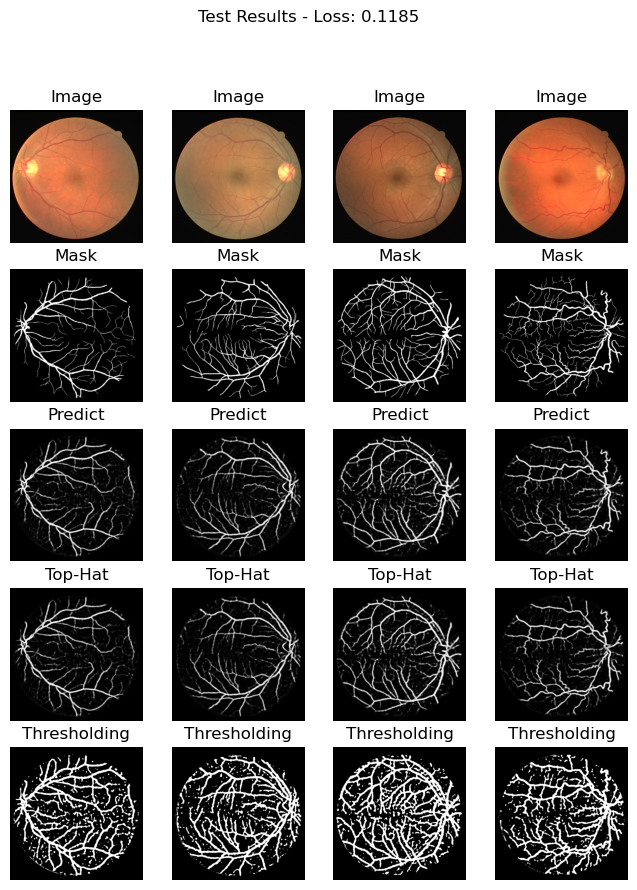 Test Results - Loss: 0.1185
Image Image Image Image
Mask Mask Mask Mask
Predict Predict Predict Predict
Top-Hat Top-Hat Top-Hat Top-Hat
Thresholding Thresholding Thresholding Thresholding